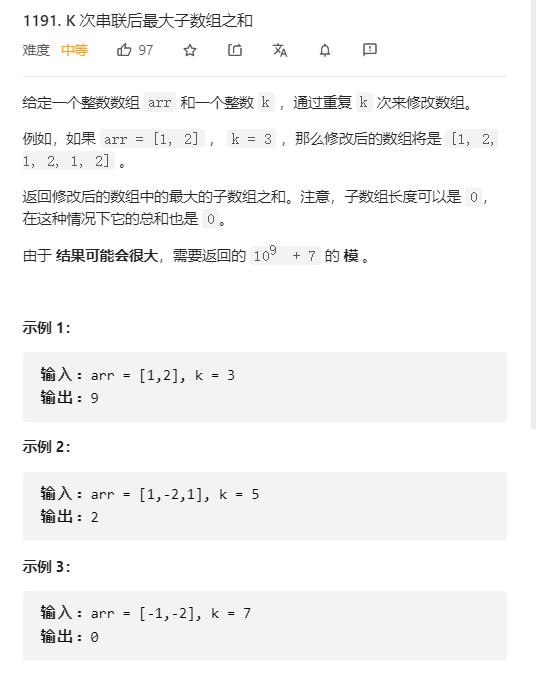 1191. K 次串联后最大子数组之和
难度 中等 97
给定一个整数数组 arr 和一个整数 k ，通过重复 k 次来修改数组。
例如，如果 arr = [1, 2] ， k = 3 ，那么修改后的数组将是 [1, 2,
1, 2, 1, 2] 。
返回修改后的数组中的最大的子数组之和。注意，子数组长度可以是 0，
在这种情况下它的总和也是 0。
由于 结果可能会很大，需要返回的 10⁹ + 7 的 模 。
示例 1：
输入：arr = [1,2], k = 3
输出：9
示例 2：
输入：arr = [1,-2,1], k = 5
输出：2
示例 3：
输入：arr = [-1,-2], k = 7
输出：0